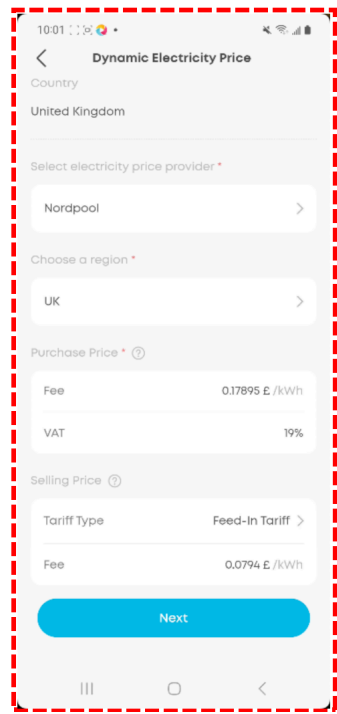 10:01
Dynamic Electricity Price
Country
United Kingdom
Select electricity price provider *
Nordpool
Choose a region *
UK
Purchase Price * ?
Fee 0.17895 £ /kWh
VAT 19%
Selling Price ?
Tariff Type Feed-In Tariff
Fee 0.0794 £ /kWh
Next